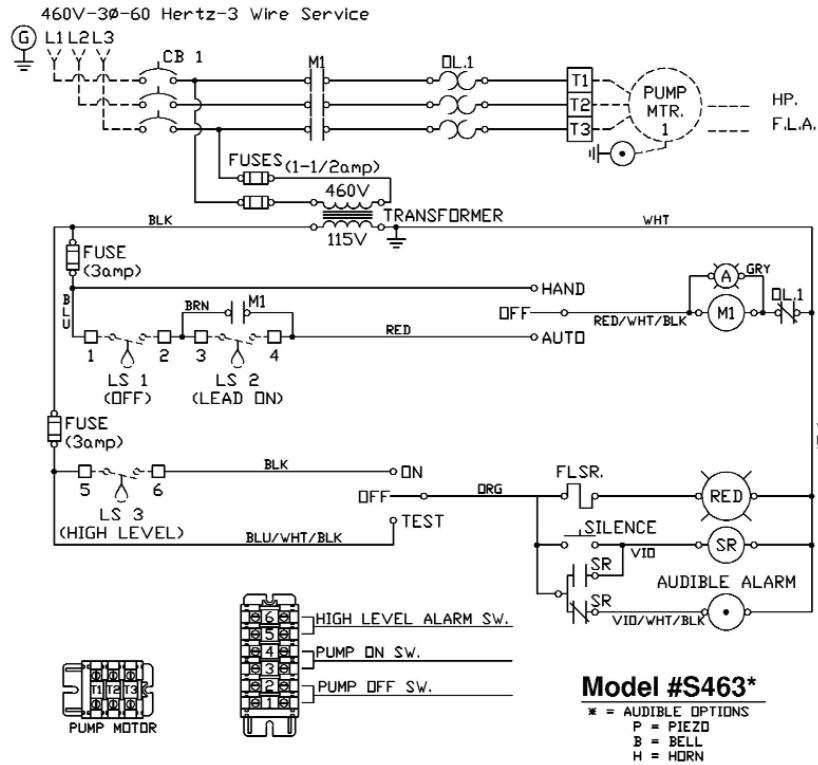 460V-3Ø-60 Hertz-3 Wire Service
G L1 L2 L3
CB 1
M1
OL.1
T1
T2
T3
PUMP
MTR.
1
HP.
F.L.A.
FUSES (1-1/2amp)
460V
TRANSFORMER
115V
BLK
WHT
FUSE
(3amp)
BLU
HAND
OFF
AUTO
A
GRY
M1
OL.1
RED/WHT/BLK
BRN
M1
RED
1
2
3
4
LS 1
(OFF)
LS 2
(LEAD ON)
FUSE
(3amp)
BLK
ON
OFF
TEST
5
6
LS 3
(HIGH LEVEL)
BLU/WHT/BLK
ORG
FLSR.
RED
SILENCE
VIO
SR
SR
AUDIBLE ALARM
SR
VIO/WHT/BLK
6
5
4
3
2
1
HIGH LEVEL ALARM SW.
PUMP ON SW.
PUMP OFF SW.
T1 T2 T3
PUMP MOTOR
Model #S463*
* = AUDIBLE OPTIONS
P = PIEZO
B = BELL
H = HORN